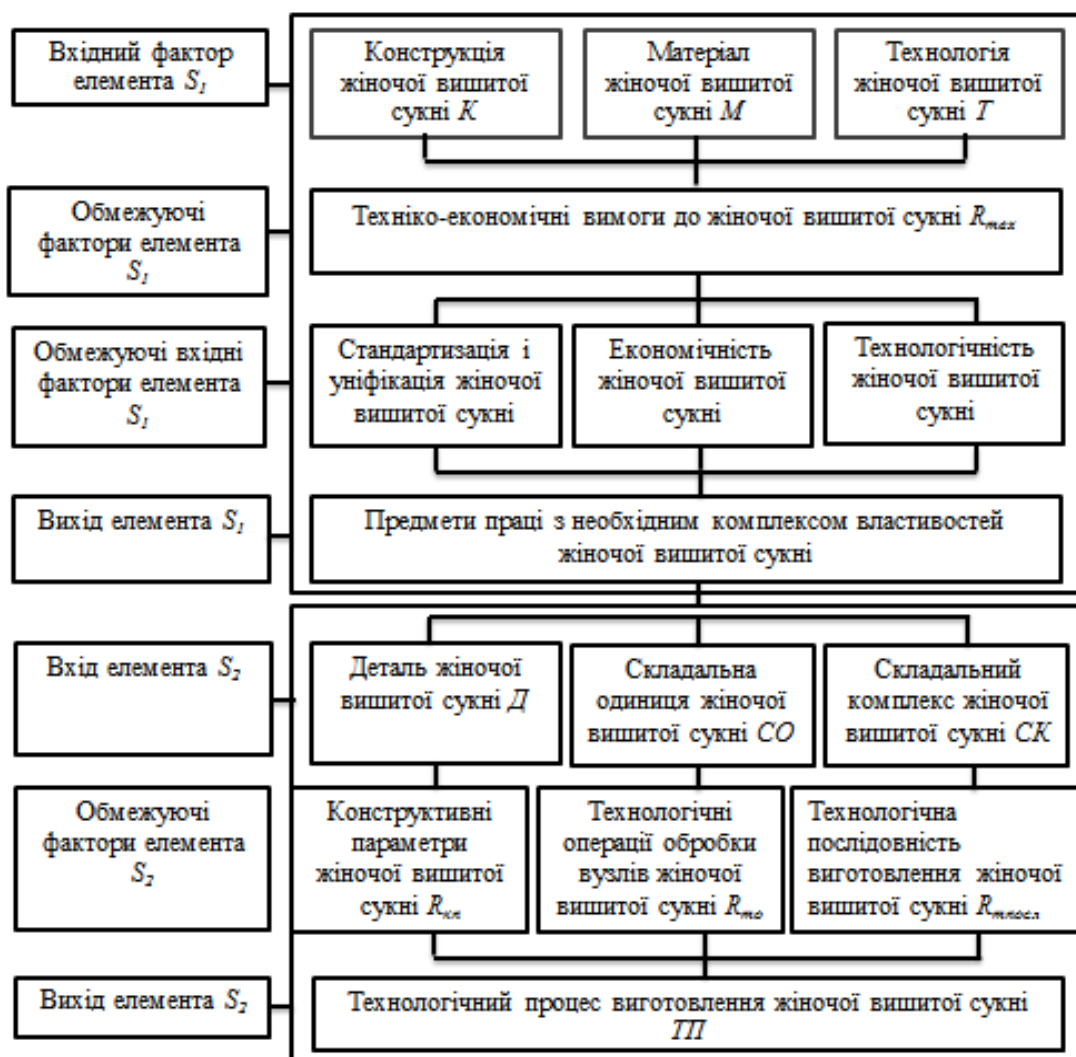 Вхідний фактор
елемента S₁
Конструкція
жіночої вишитої
сукні К
Матеріал
жіночої вишитої
сукні М
Технологія
жіночої вишитої
сукні Т
Обмежуючі
фактори елемента
S₁
Техніко-економічні вимоги до жіночої вишитої сукні Rтех
Обмежуючі вхідні
фактори елемента
S₁
Стандартизація і
уніфікація жіночої
вишитої сукні
Економічність
жіночої вишитої
сукні
Технологічність
жіночої вишитої
сукні
Вихід елемента S₁
Предмети праці з необхідним комплексом властивостей
жіночої вишитої сукні
Вхід елемента S₂
Деталь жіночої
вишитої сукні Д
Складальна
одиниця жіночої
вишитої сукні СО
Складальний
комплекс жіночої
вишитої сукні СК
Обмежуючі
фактори елемента
S₂
Конструктивні
параметри
жіночої вишитої
сукні Rкп
Технологічні
операції обробки
вузлів жіночої
вишитої сукні Rто
Технологічна
послідовність
виготовлення жіночої
вишитої сукні Rтпосл
Вихід елемента S₂
Технологічний процес виготовлення жіночої вишитої сукні
ТП